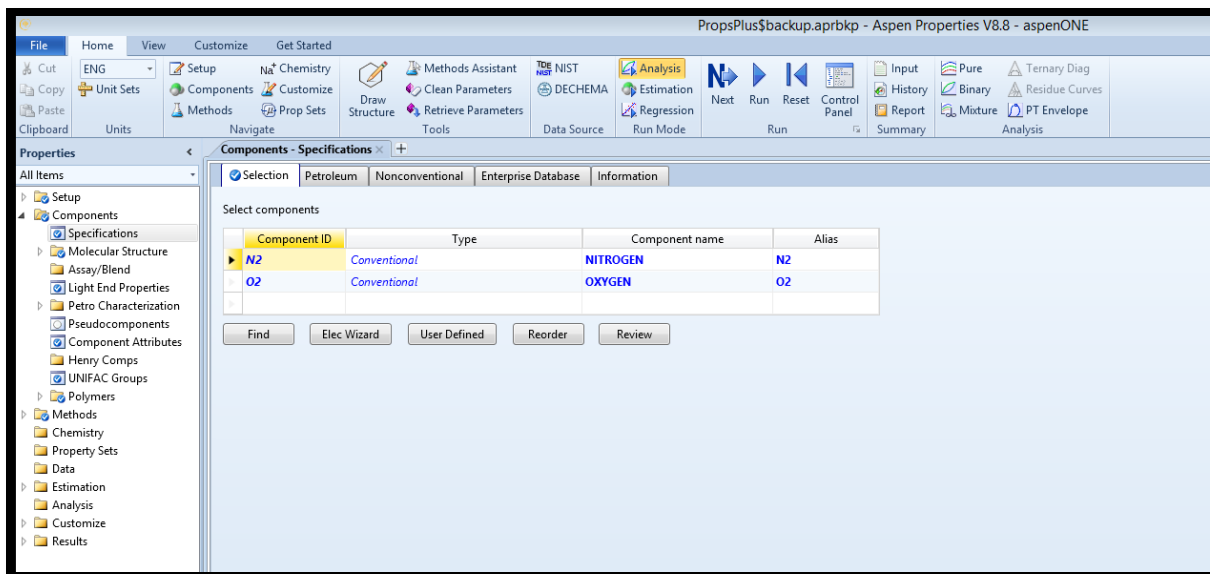 PropsPlus$backup.aprbkp - Aspen Properties V8.8 - aspenONE
File Home View Customize Get Started
Cut ENG Setup Na+ Chemistry Methods Assistant NIST Analysis Input Pure Ternary Diag
Copy Unit Sets Components Customize Draw Structure Clean Parameters DECHEMA Estimation Next Run Reset Control Panel History Binary Residue Curves
Paste Methods Prop Sets Retrieve Parameters Regression Report Mixture PT Envelope
Clipboard Units Navigate Tools Data Source Run Mode Run Summary Analysis
Properties < Components - Specifications × +
All Items Selection Petroleum Nonconventional Enterprise Database Information
Setup
Components
Specifications
Molecular Structure
Assay/Blend
Light End Properties
Petro Characterization
Pseudocomponents
Component Attributes
Henry Comps
UNIFAC Groups
Polymers
Methods
Chemistry
Property Sets
Data
Estimation
Analysis
Customize
Results
Select components
Component ID Type Component name Alias
N2 Conventional NITROGEN N2
O2 Conventional OXYGEN O2
Find Elec Wizard User Defined Reorder Review